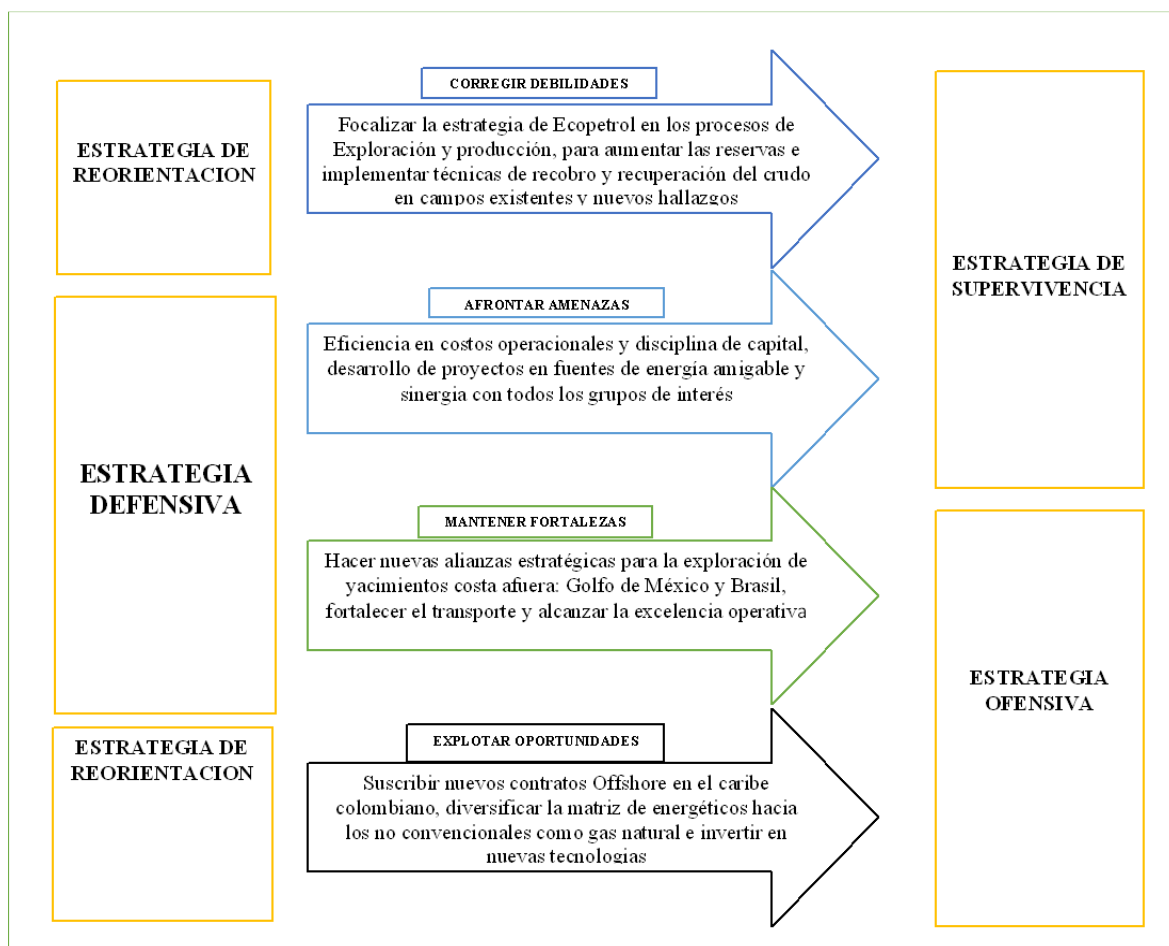 ESTRATEGIA DE
REORIENTACION
CORREGIR DEBILIDADES
Focalizar la estrategia de Ecopetrol en los procesos de
Exploración y producción, para aumentar las reservas e
implementar técnicas de recobro y recuperación del crudo
en campos existentes y nuevos hallazgos
ESTRATEGIA DE
SUPERVIVENCIA
AFRONTAR AMENAZAS
Eficiencia en costos operacionales y disciplina de capital,
desarrollo de proyectos en fuentes de energía amigable y
sinergia con todos los grupos de interés
ESTRATEGIA
DEFENSIVA
MANTENER FORTALEZAS
Hacer nuevas alianzas estratégicas para la exploración de
yacimientos costa afuera: Golfo de México y Brasil,
fortalecer el transporte y alcanzar la excelencia operativa
ESTRATEGIA
OFENSIVA
ESTRATEGIA DE
REORIENTACION
EXPLOTAR OPORTUNIDADES
Suscribir nuevos contratos Offshore en el caribe
colombiano, diversificar la matriz de energéticos hacia
los no convencionales como gas natural e invertir en
nuevas tecnologias